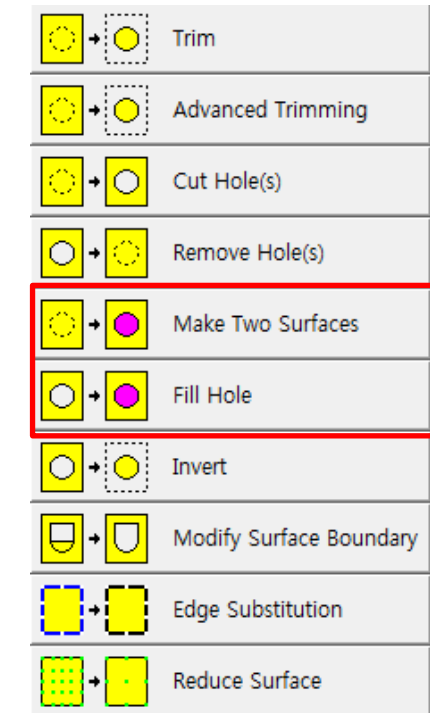 Trim
Advanced Trimming
Cut Hole(s)
Remove Hole(s)
Make Two Surfaces
Fill Hole
Invert
Modify Surface Boundary
Edge Substitution
Reduce Surface